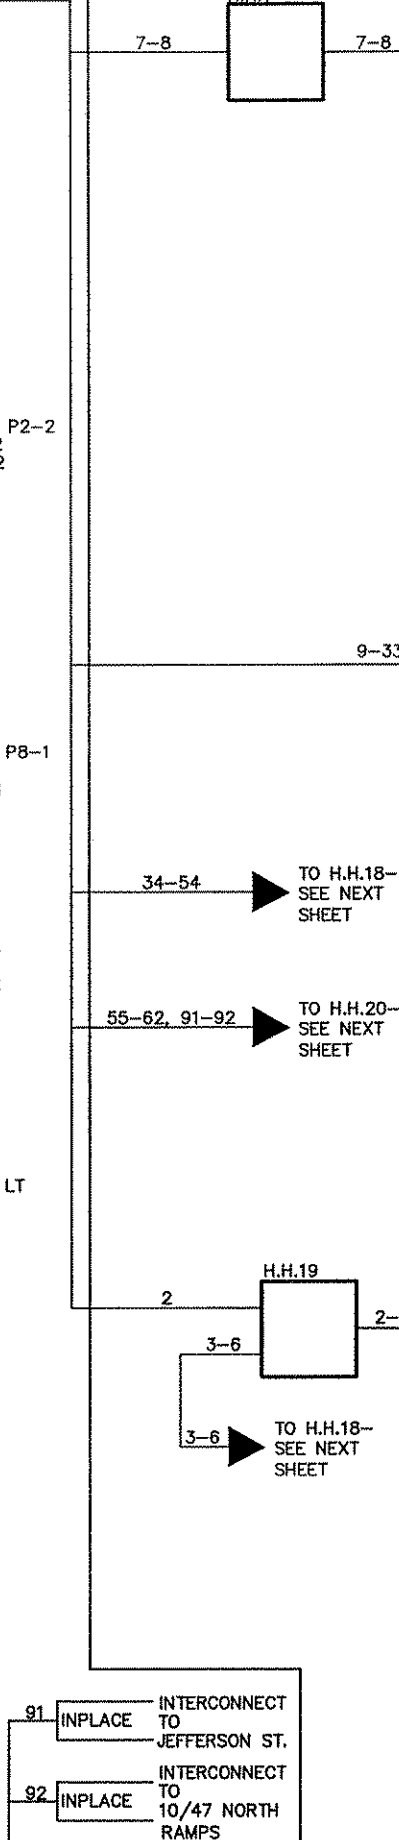 7-8
7-8
P2-2
2
9-33
P8-1
34-54
TO H.H.18-
SEE NEXT
SHEET
55-62, 91-92
TO H.H.20-
SEE NEXT
SHEET
LT
H.H.19
2
2-
3-6
3-6
TO H.H.18-
SEE NEXT
SHEET
91
INPLACE
INTERCONNECT
TO
JEFFERSON ST.
92
INPLACE
INTERCONNECT
TO
10/47 NORTH
RAMPS